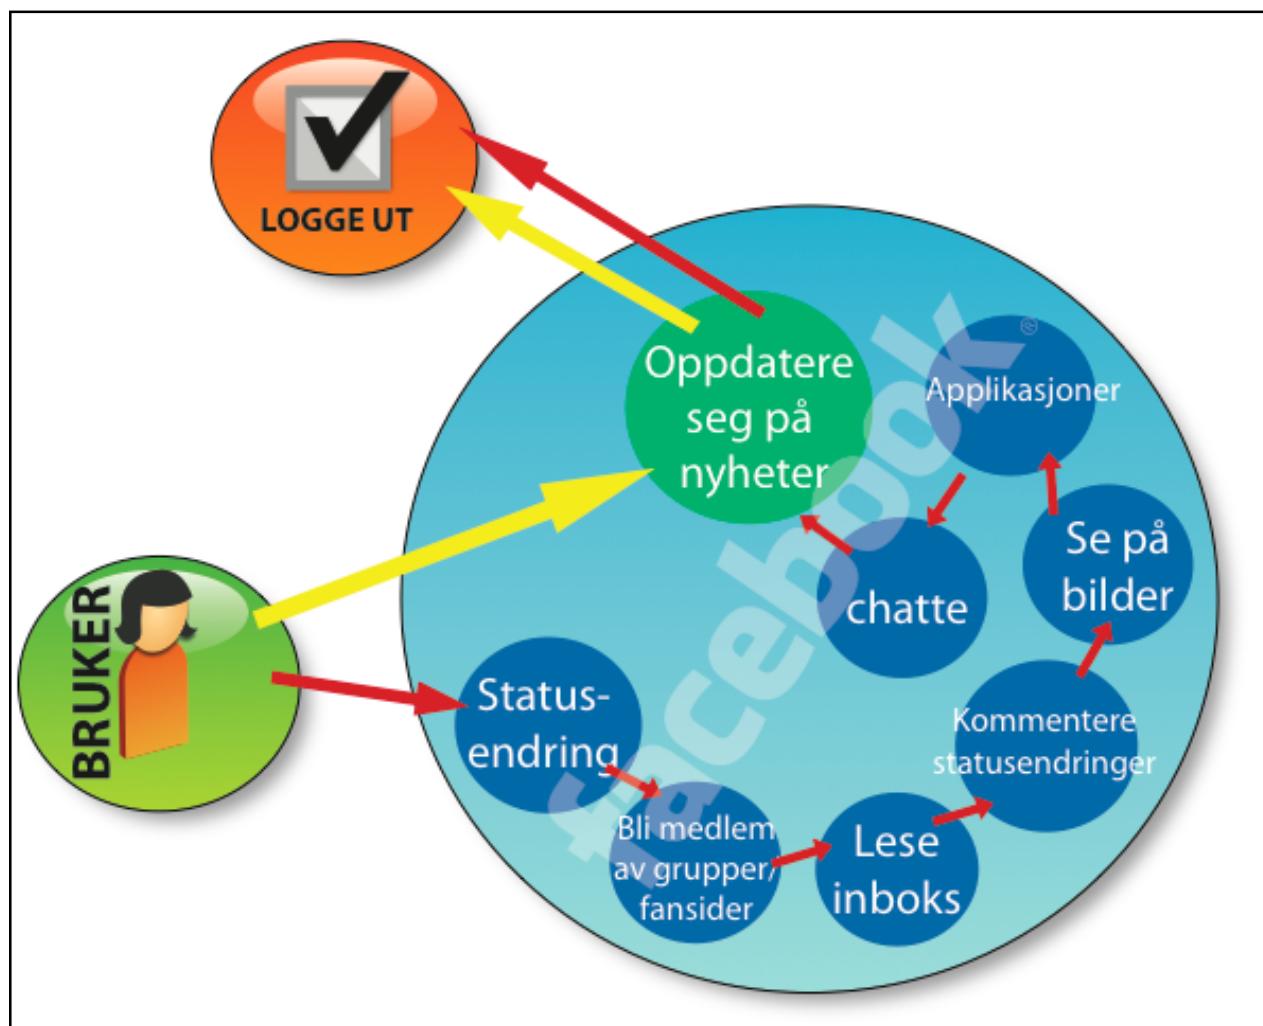 LOGGE UT
Oppdatere
seg på
nyheter
Applikasjoner
facebook®
Se på
bilder
chatte
BRUKER
Status-
endring
Kommentere
statusendringer
Bli medlem
av grupper/
fansider
Lese
inboks